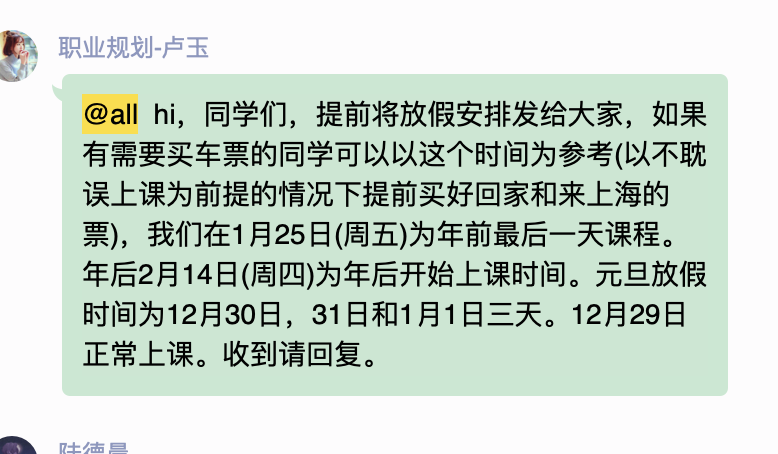 职业规划-卢玉
@all hi，同学们，提前将放假安排发给大家，如果
有需要买车票的同学可以以这个时间为参考(以不耽
误上课为前提的情况下提前买好回家和来上海的
票)，我们在1月25日(周五)为年前最后一天课程。
年后2月14日(周四)为年后开始上课时间。元旦放假
时间为12月30日，31日和1月1日三天。12月29日
正常上课。收到请回复。
陆德晨